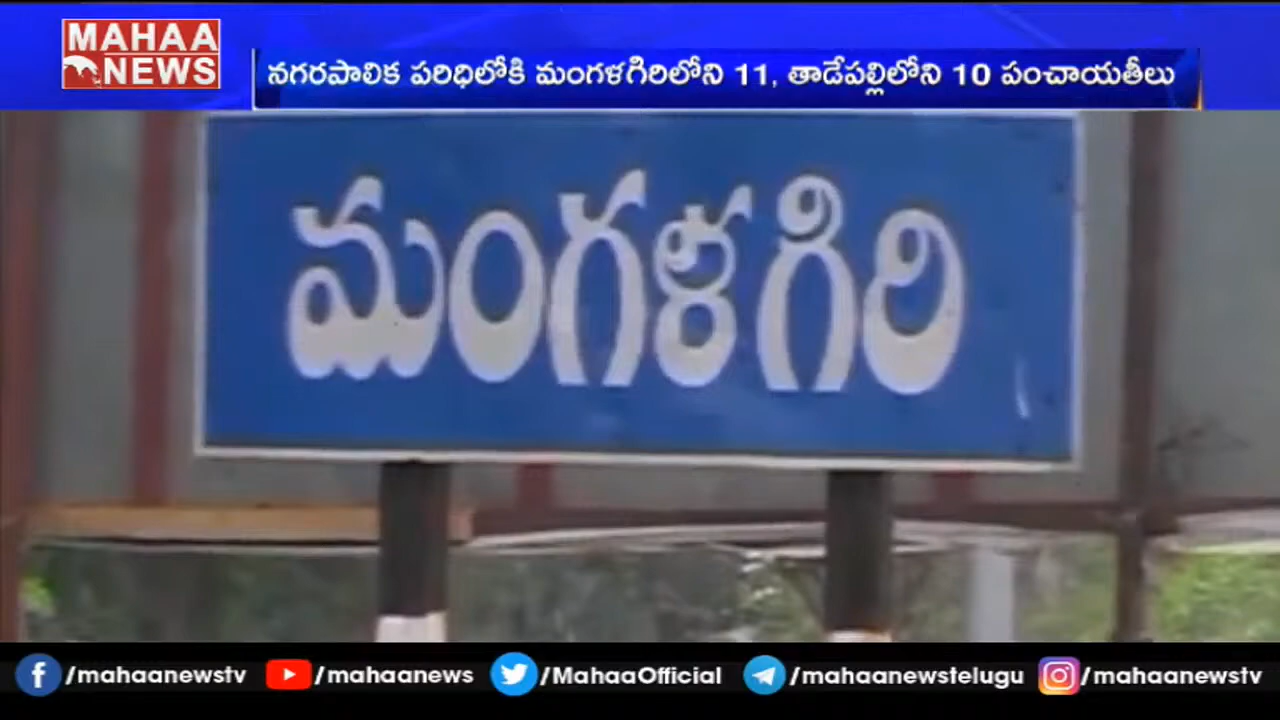 MAHAA
NEWS
నగరపాలిక పరిధిలోకి మంగళగిరిలోని 11, తాడేపల్లిలోని 10 పంచాయతీలు
మంగళగిరి
/mahaanewstv /mahaanews /MahaaOfficial /mahaanewstelugu /mahaanewstv